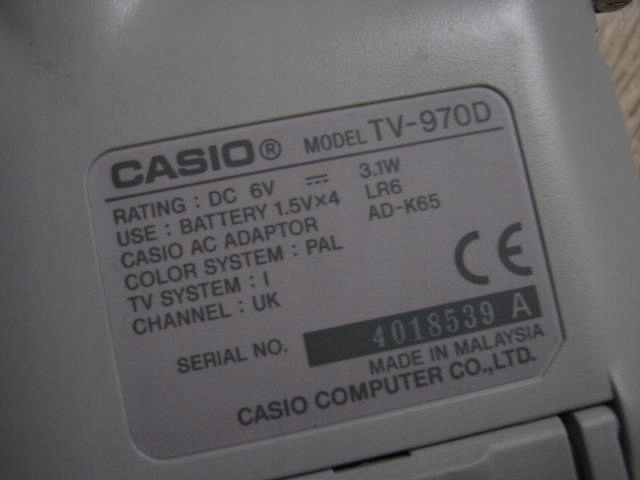 CASIO® MODEL TV-970D
RATING : DC 6V ⎓ 3.1W
USE : BATTERY 1.5V×4 LR6
CASIO AC ADAPTOR AD-K65
COLOR SYSTEM : PAL
TV SYSTEM : I
CHANNEL : UK
CE
SERIAL NO. 4018539 A
MADE IN MALAYSIA
CASIO COMPUTER CO.,LTD.